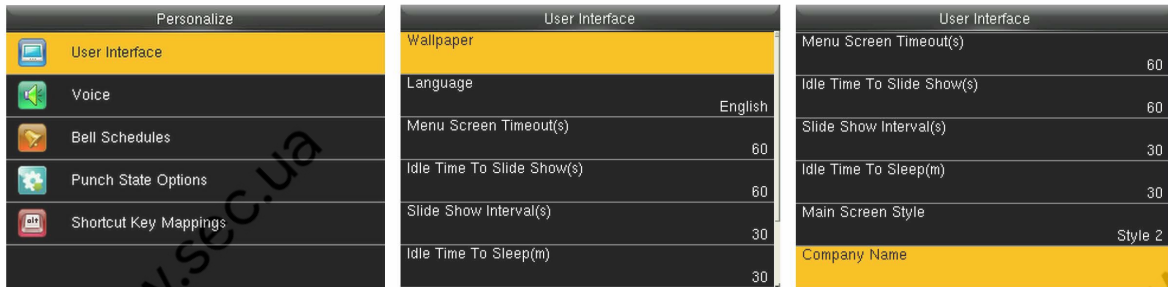 Personalize
User Interface
Voice
Bell Schedules
Punch State Options
Shortcut Key Mappings
User Interface
Wallpaper
Language
English
Menu Screen Timeout(s)
60
Idle Time To Slide Show(s)
60
Slide Show Interval(s)
30
Idle Time To Sleep(m)
30
User Interface
Menu Screen Timeout(s)
60
Idle Time To Slide Show(s)
60
Slide Show Interval(s)
30
Idle Time To Sleep(m)
30
Main Screen Style
Style 2
Company Name
.sec.ua